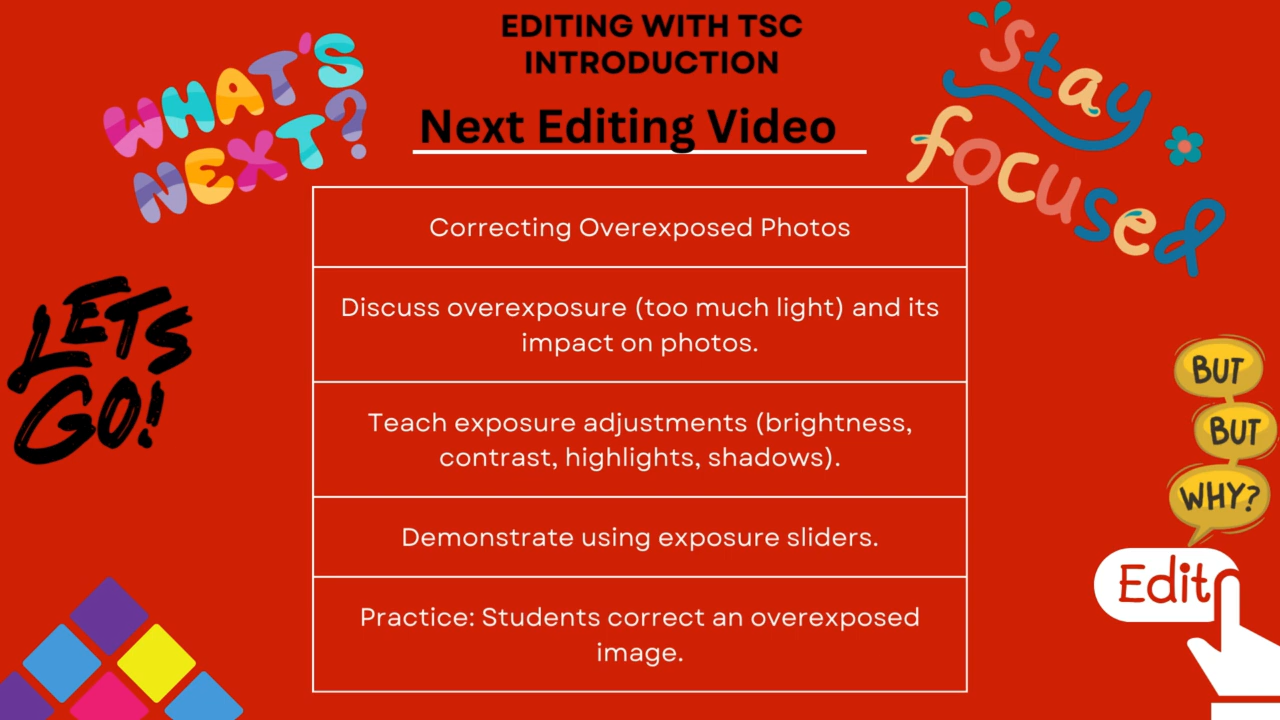 EDITING WITH TSC
INTRODUCTION
WHAT'S
NEXT?
Next Editing Video
stay
focused
Correcting Overexposed Photos
Discuss overexposure (too much light) and its
impact on photos.
LETS
GO!
Teach exposure adjustments (brightness,
contrast, highlights, shadows).
BUT
BUT
WHY?
Demonstrate using exposure sliders.
Edit
Practice: Students correct an overexposed
image.